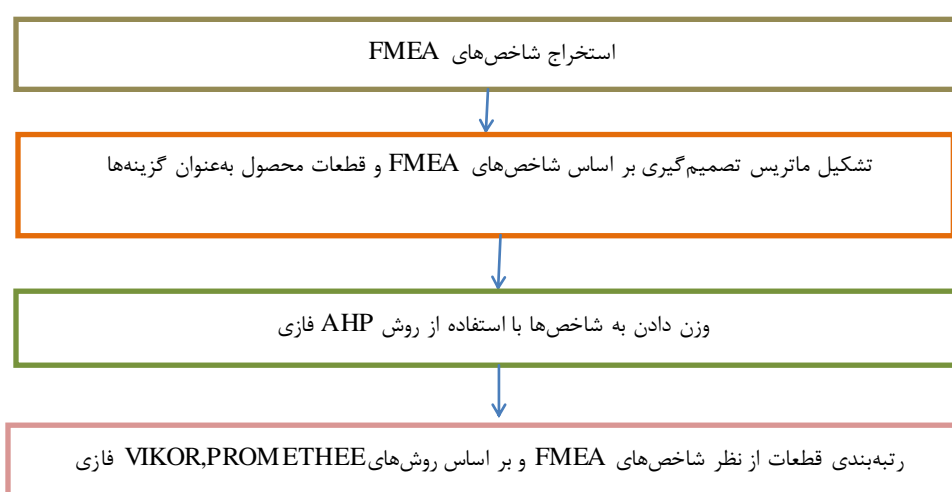 استخراج شاخص‌های FMEA
تشکیل ماتریس تصمیم‌گیری بر اساس شاخص‌های FMEA و قطعات محصول به‌عنوان گزینه‌ها
وزن دادن به شاخص‌ها با استفاده از روش AHP فازی
رتبه‌بندی قطعات از نظر شاخص‌های FMEA و بر اساس روش‌های VIKOR,PROMETHEE فازی